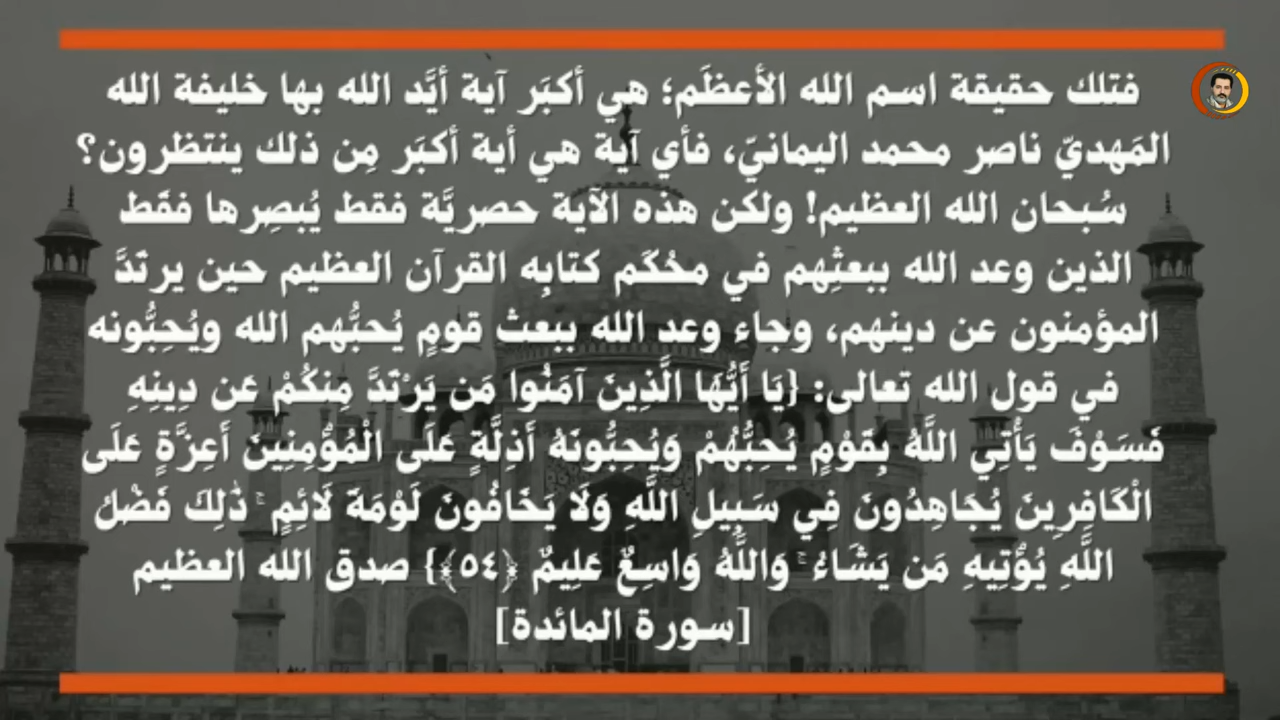 فتلك حقيقة اسم الله الأعظَم؛ هي أكبَر آية أيَّد الله بها خليفة الله
المَهديّ ناصر محمد اليمانيّ، فأي آية هي أية أكبَر مِن ذلك ينتظرون؟
سُبحان الله العظيم! ولكن هذه الآية حصريَّة فقط يُبصِرها فقَط
الذين وعد الله ببعثِهم في محُكَم كتابِه القرآن العظيم حين يرتَدَّ
المؤمنون عن دينهم، وجاء وعد الله ببعث قومٍ يُحبُّهم الله ويُحِبُّونه
في قول الله تعالى: {يَا أَيُّهَا الَّذِينَ آمَنُوا مَن يَرْتَدَّ مِنكُمْ عَن دِينِهِ
فَسَوْفَ يَأْتِي اللَّهُ بِقَوْمٍ يُحِبُّهُمْ وَيُحِبُّونَهُ أَذِلَّةٍ عَلَى الْمُؤْمِنِينَ أَعِزَّةٍ عَلَى
الْكَافِرِينَ يُجَاهِدُونَ فِي سَبِيلِ اللَّهِ وَلَا يَخَافُونَ لَوْمَةَ لَائِمٍ ۚ ذَٰلِكَ فَضْلُ
اللَّهِ يُؤْتِيهِ مَن يَشَاءُ ۚ وَاللَّهُ وَاسِعٌ عَلِيمٌ ﴿٥٤﴾} صدق الله العظيم
[سورة المائدة]